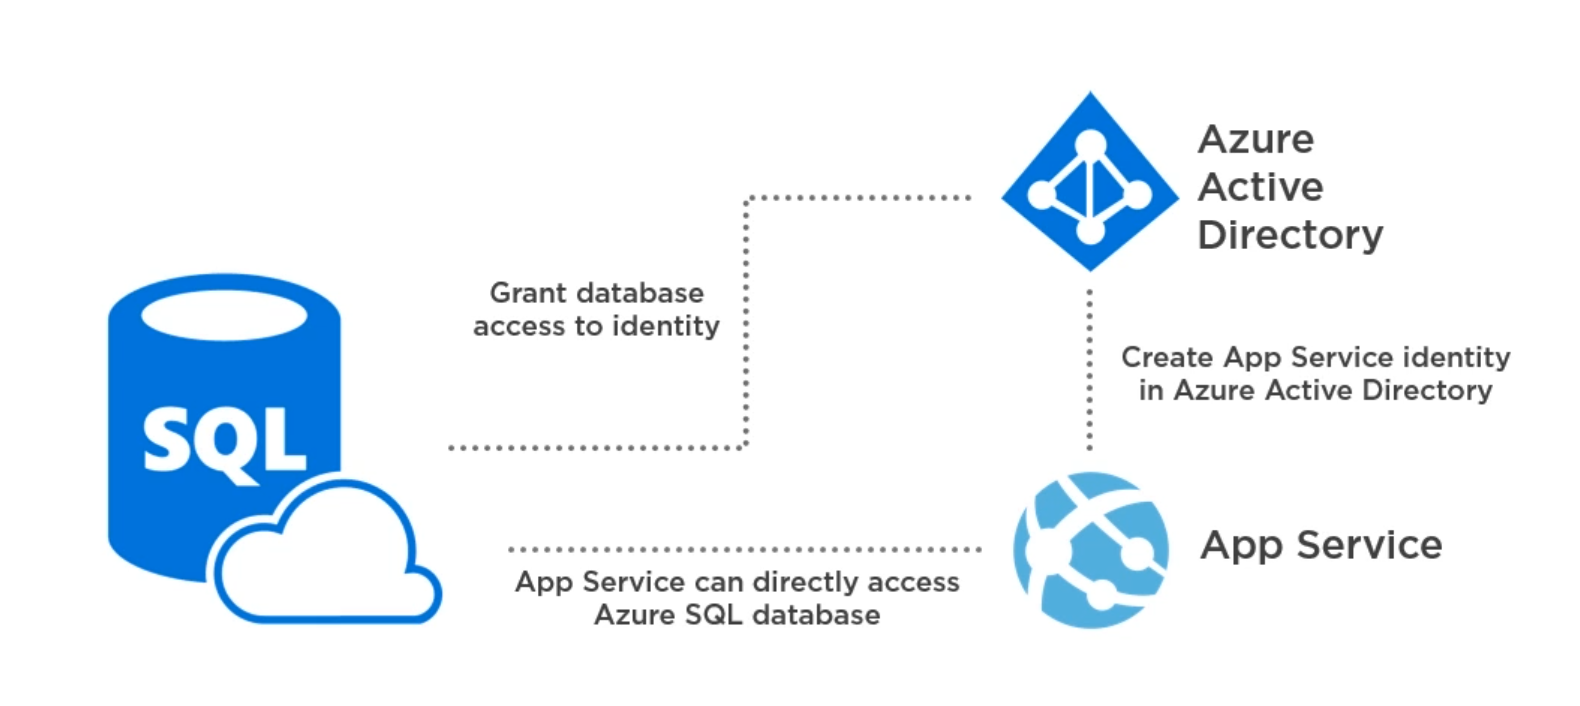 Azure
Active
Directory
Grant database
access to identity
Create App Service identity
in Azure Active Directory
SQL
App Service
App Service can directly access
Azure SQL database